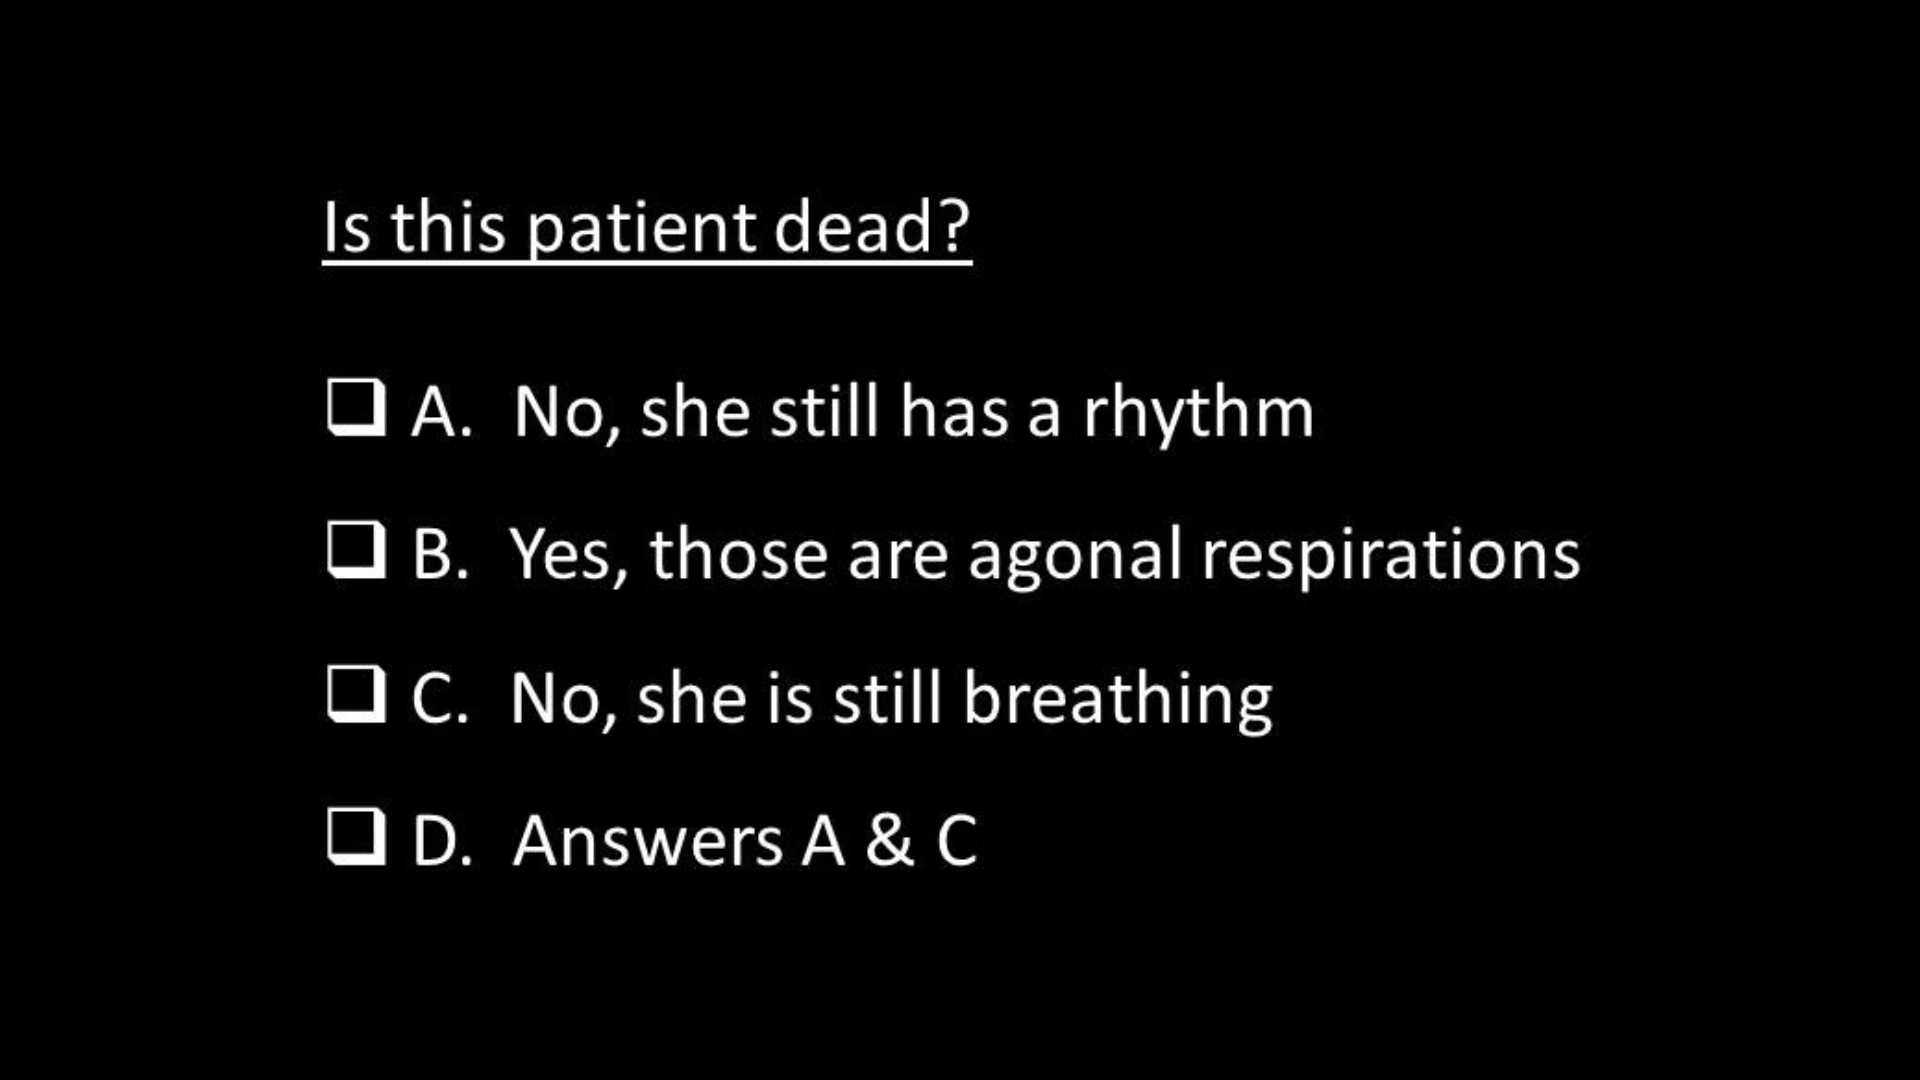 Is this patient dead?
❑ A. No, she still has a rhythm
❑ B. Yes, those are agonal respirations
❑ C. No, she is still breathing
❑ D. Answers A & C